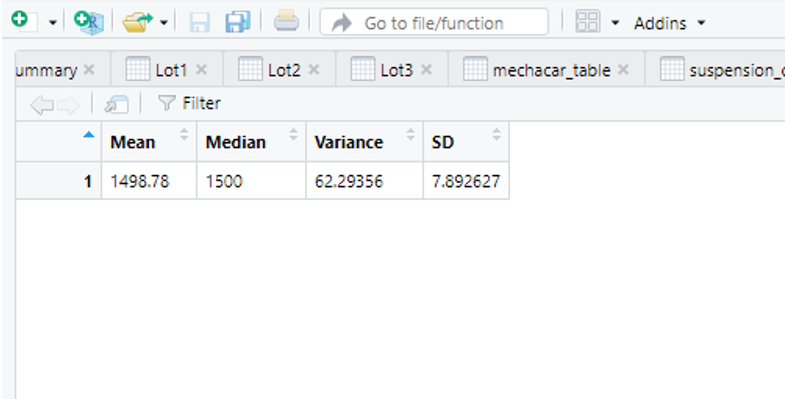 Go to file/function Addins
ummary Lot1 Lot2 Lot3 mechacar_table suspension_
Filter
Mean Median Variance SD
1 1498.78 1500 62.29356 7.892627